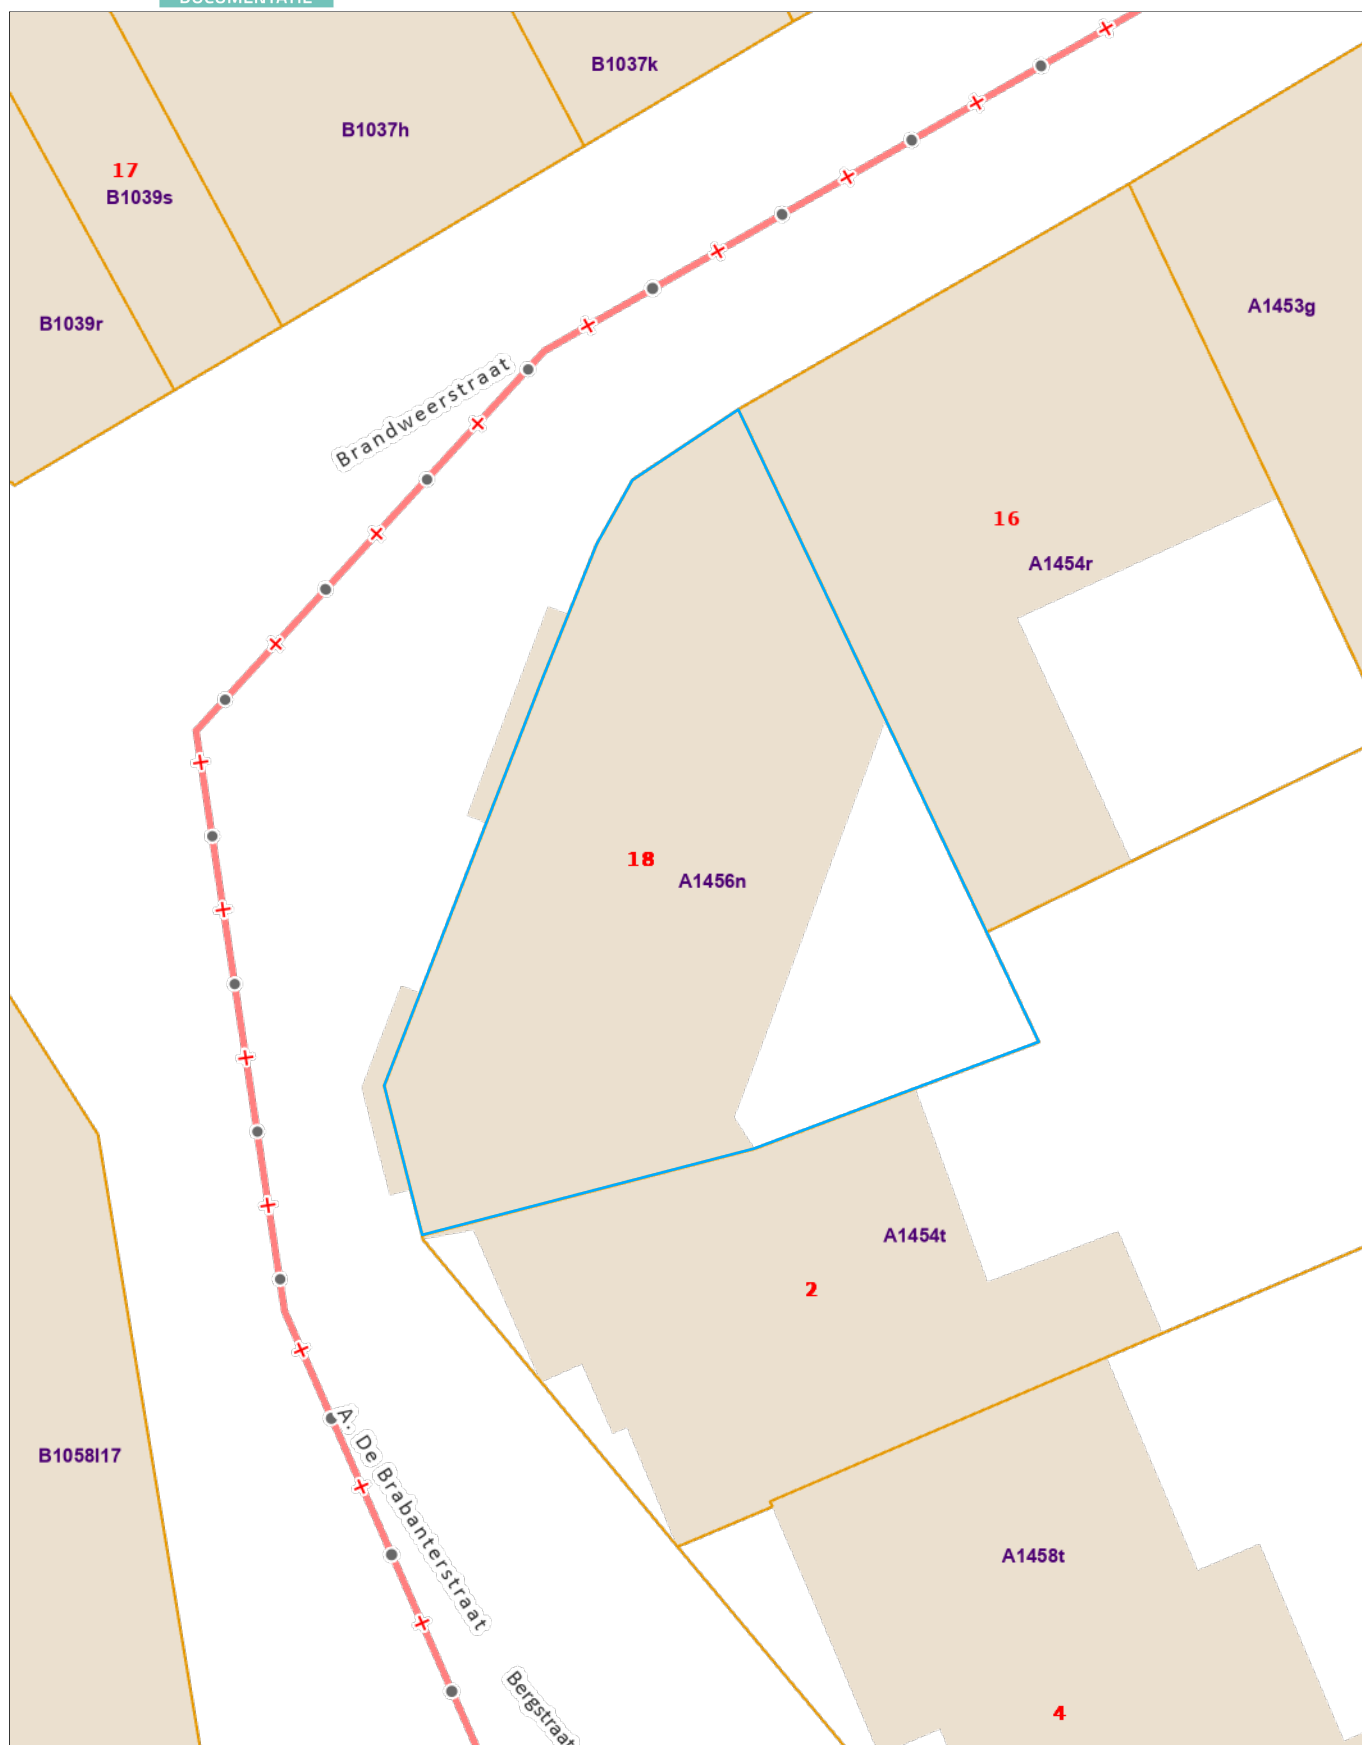 DOCUMENTATIE
B1037k
B1037h
17
B1039s
B1039r
A1453g
Brandweerstraat
16
A1454r
18
A1456n
A1454t
2
B1058l17
A. De Brabanterstraat
A1458t
Bergstraat
4